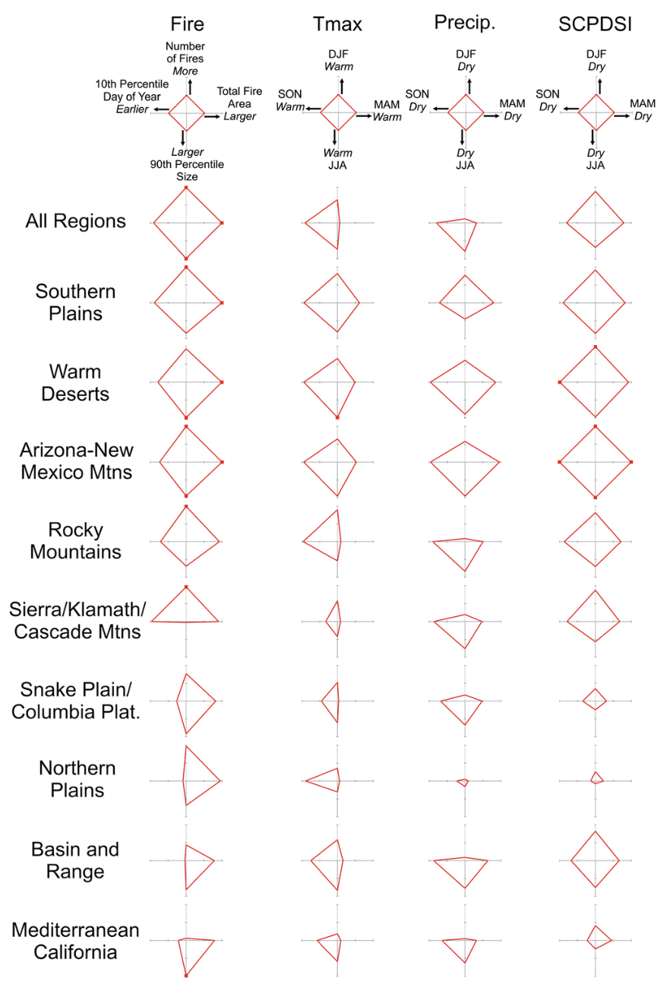 Fire
Tmax
Precip.
SCPDSI
Number
of Fires
More
10th Percentile
Day of Year
Earlier
Total Fire
Area
Larger
Larger
90th Percentile
Size
DJF
Warm
SON
Warm
MAM
Warm
Warm
JJA
DJF
Dry
SON
Dry
MAM
Dry
Dry
JJA
DJF
Dry
SON
Dry
MAM
Dry
Dry
JJA
All Regions
Southern
Plains
Warm
Deserts
Arizona-New
Mexico Mtns
Rocky
Mountains
Sierra/Klamath/
Cascade Mtns
Snake Plain/
Columbia Plat.
Northern
Plains
Basin and
Range
Mediterranean
California